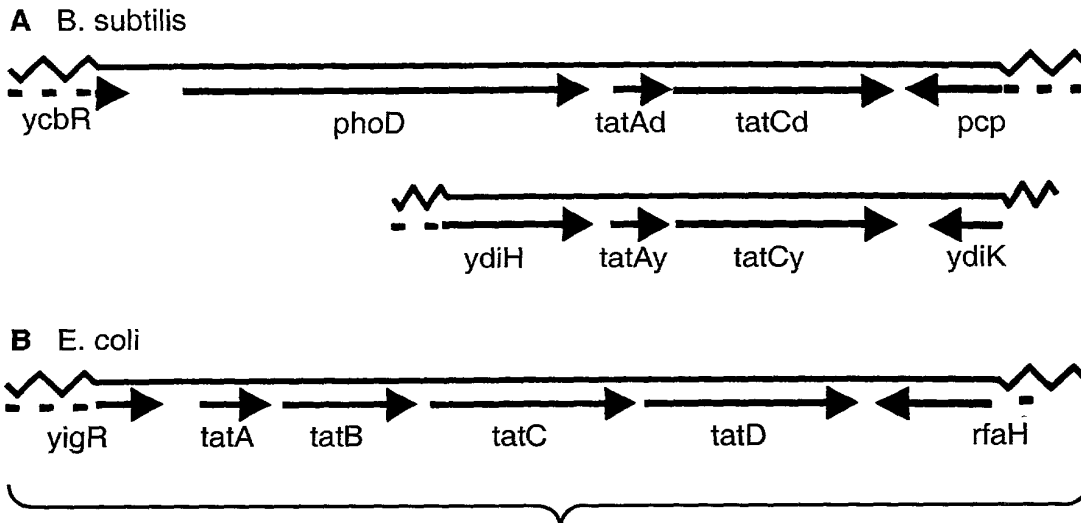 A B. subtilis
ycbR phoD tatAd tatCd pcp
ydiH tatAy tatCy ydiK
B E. coli
yigR tatA tatB tatC tatD rfaH